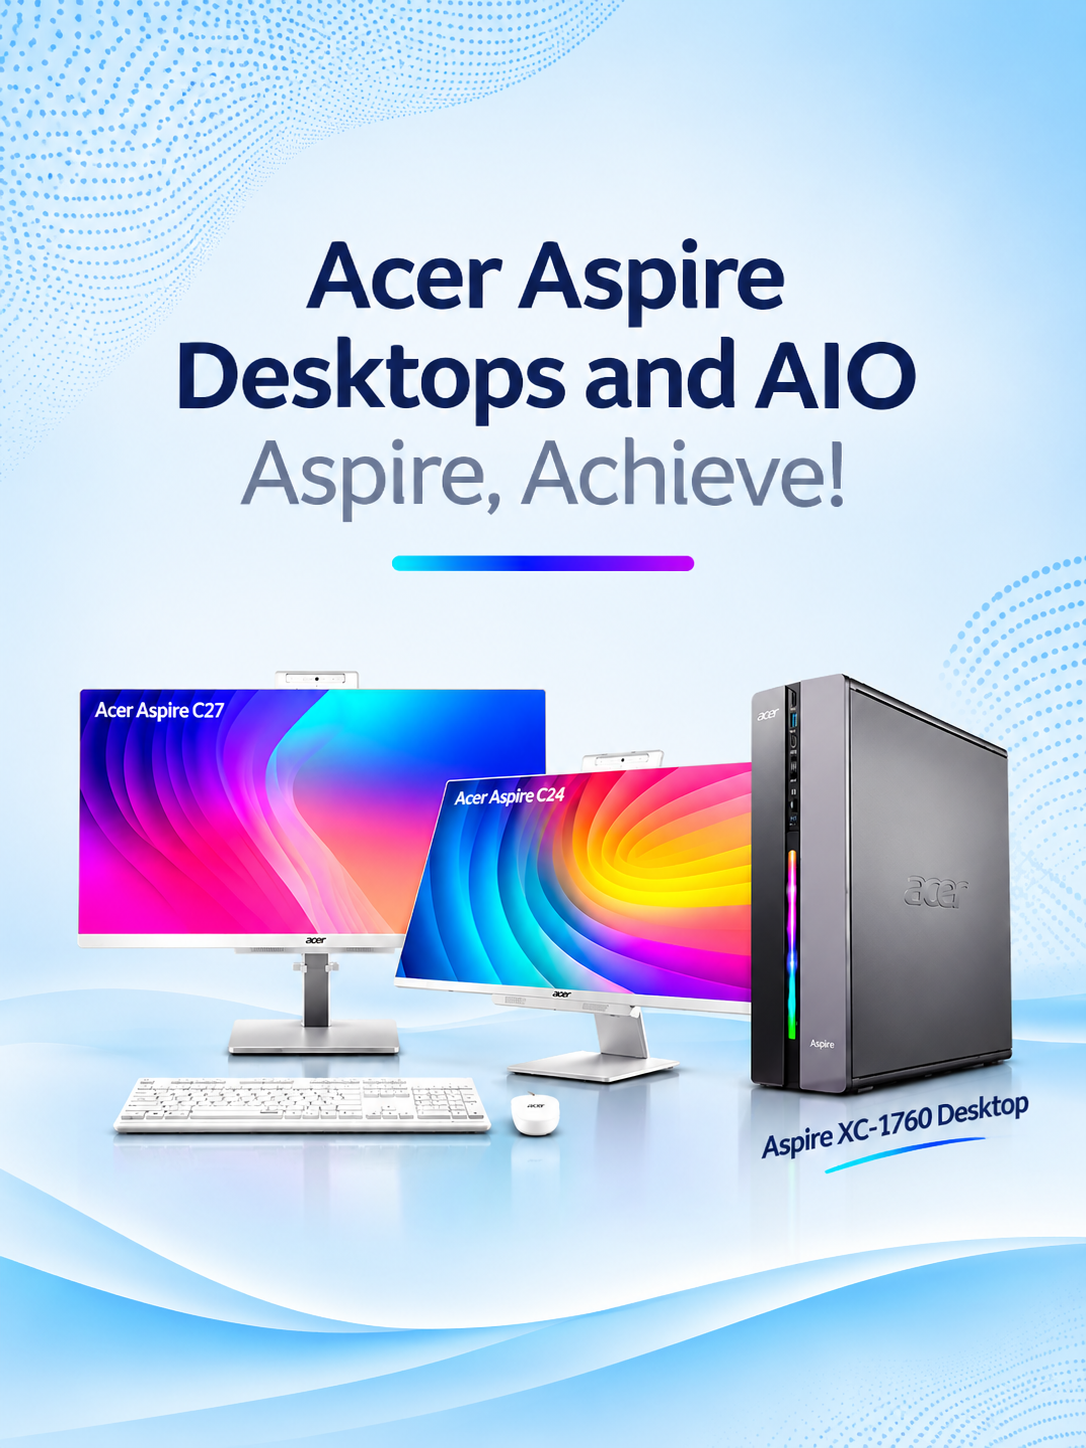 Acer Aspire
Desktops and AIO
Aspire, Achieve!
Acer Aspire C27
acer
Acer Aspire C24
acer
acer
acer
acer
Aspire
Aspire XC-1760 Desktop